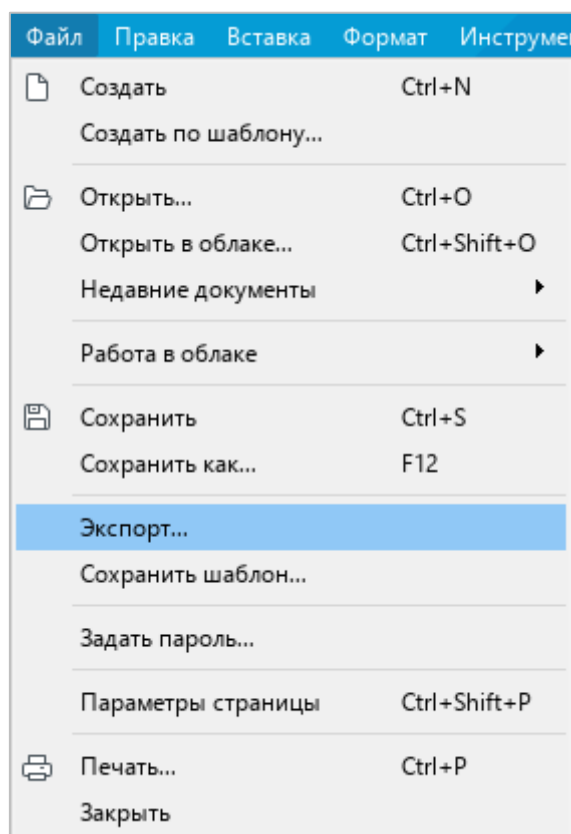 Файл Правка Вставка Формат Инструме
Создать Ctrl+N
Создать по шаблону...
Открыть... Ctrl+O
Открыть в облаке... Ctrl+Shift+O
Недавние документы
Работа в облаке
Сохранить Ctrl+S
Сохранить как... F12
Экспорт...
Сохранить шаблон...
Задать пароль...
Параметры страницы Ctrl+Shift+P
Печать... Ctrl+P
Закрыть